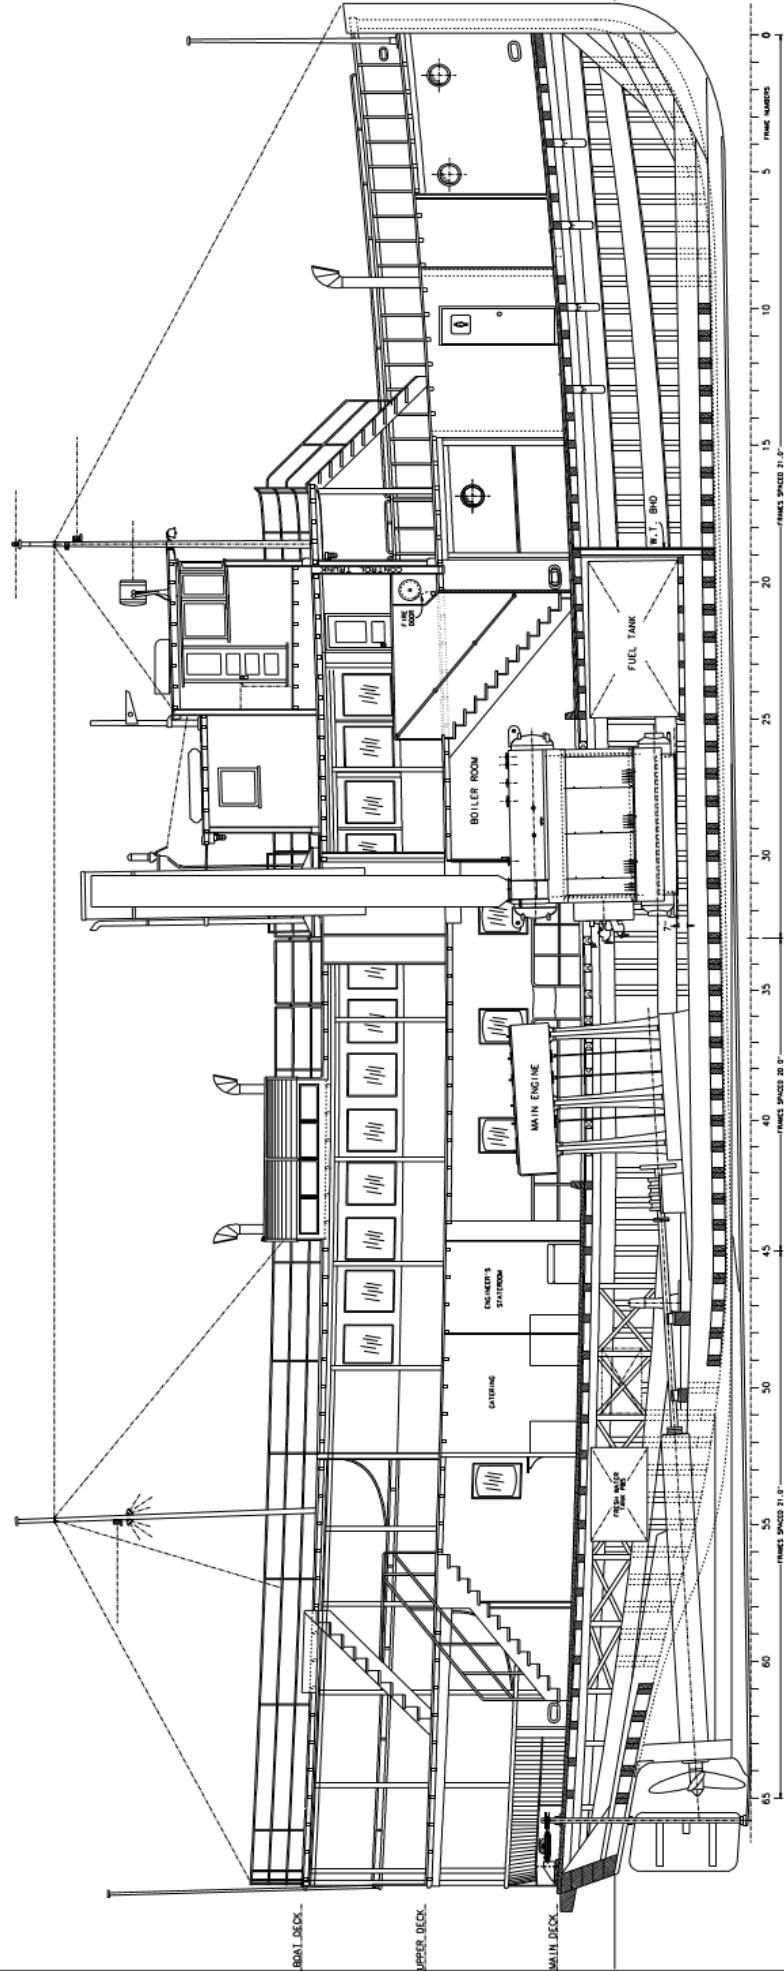 BOAT DECK
UPPER DECK
MAIN DECK
CONTROL TRUNK
FIRE
DOOR
BOILER ROOM
MAIN ENGINE
ENGINEER'S
STATEROOM
CATERING
FUEL TANK
W.T. BHD
FRESH WATER
TANK P&S
7"
65
60
55
50
45
40
35
30
25
20
15
10
5
0
FRAME NUMBERS
FRAMES SPACED 21.0"
FRAMES SPACED 20.0"
FRAMES SPACED 21.0"